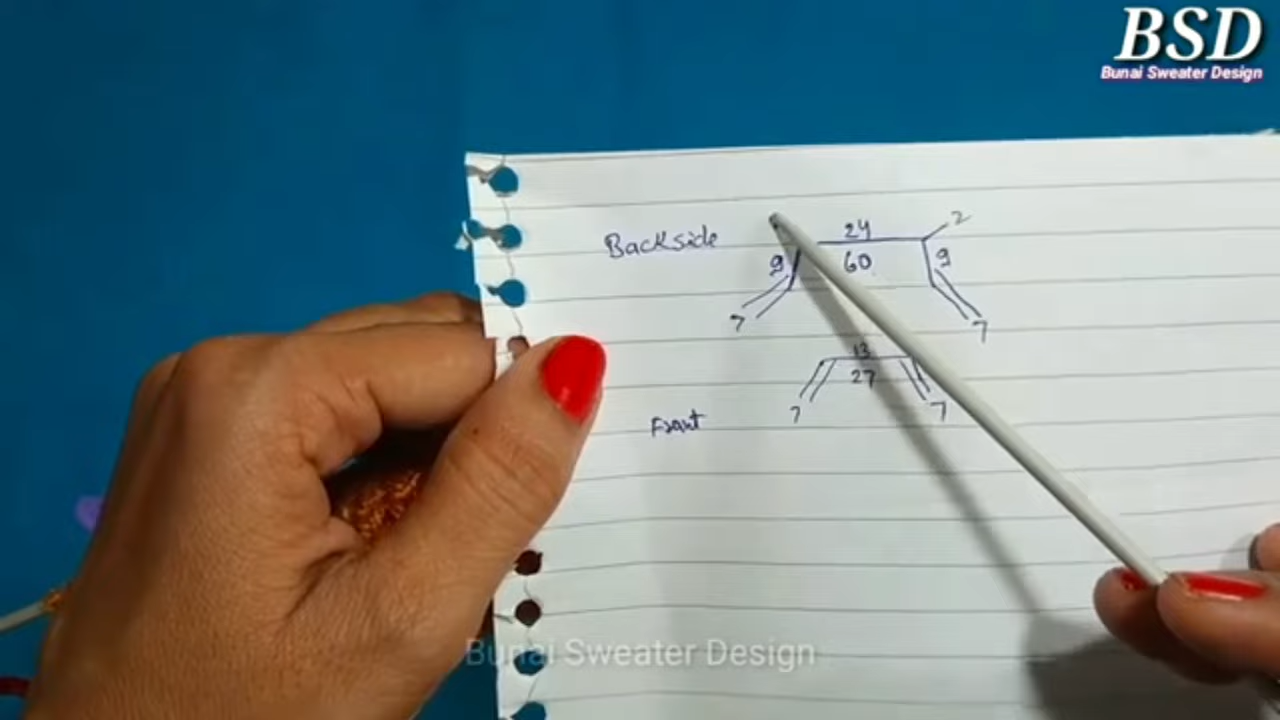 BSD
Bunai Sweater Design
Backside
24 2
9 60 9
7 7
13
27
7 7
Front
Bunai Sweater Design